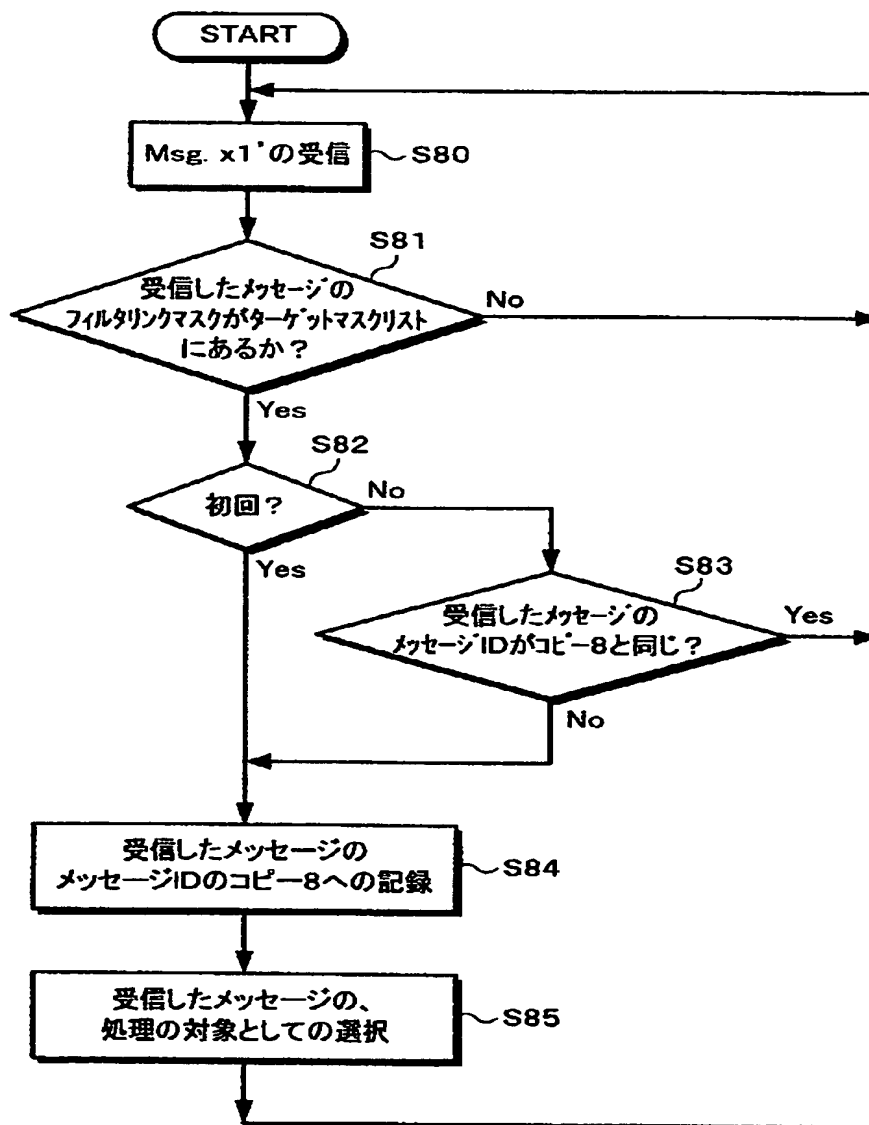 START
Msg. x1'の受信
S80
S81
受信したメッセージの
フィルタリンクマスクがターゲットマスクリスト
にあるか?
No
Yes
S82
初回?
No
Yes
S83
受信したメッセージの
メッセージIDがコピー8と同じ?
Yes
No
受信したメッセージの
メッセージIDのコピー8への記録
S84
受信したメッセージの、
処理の対象としての選択
S85